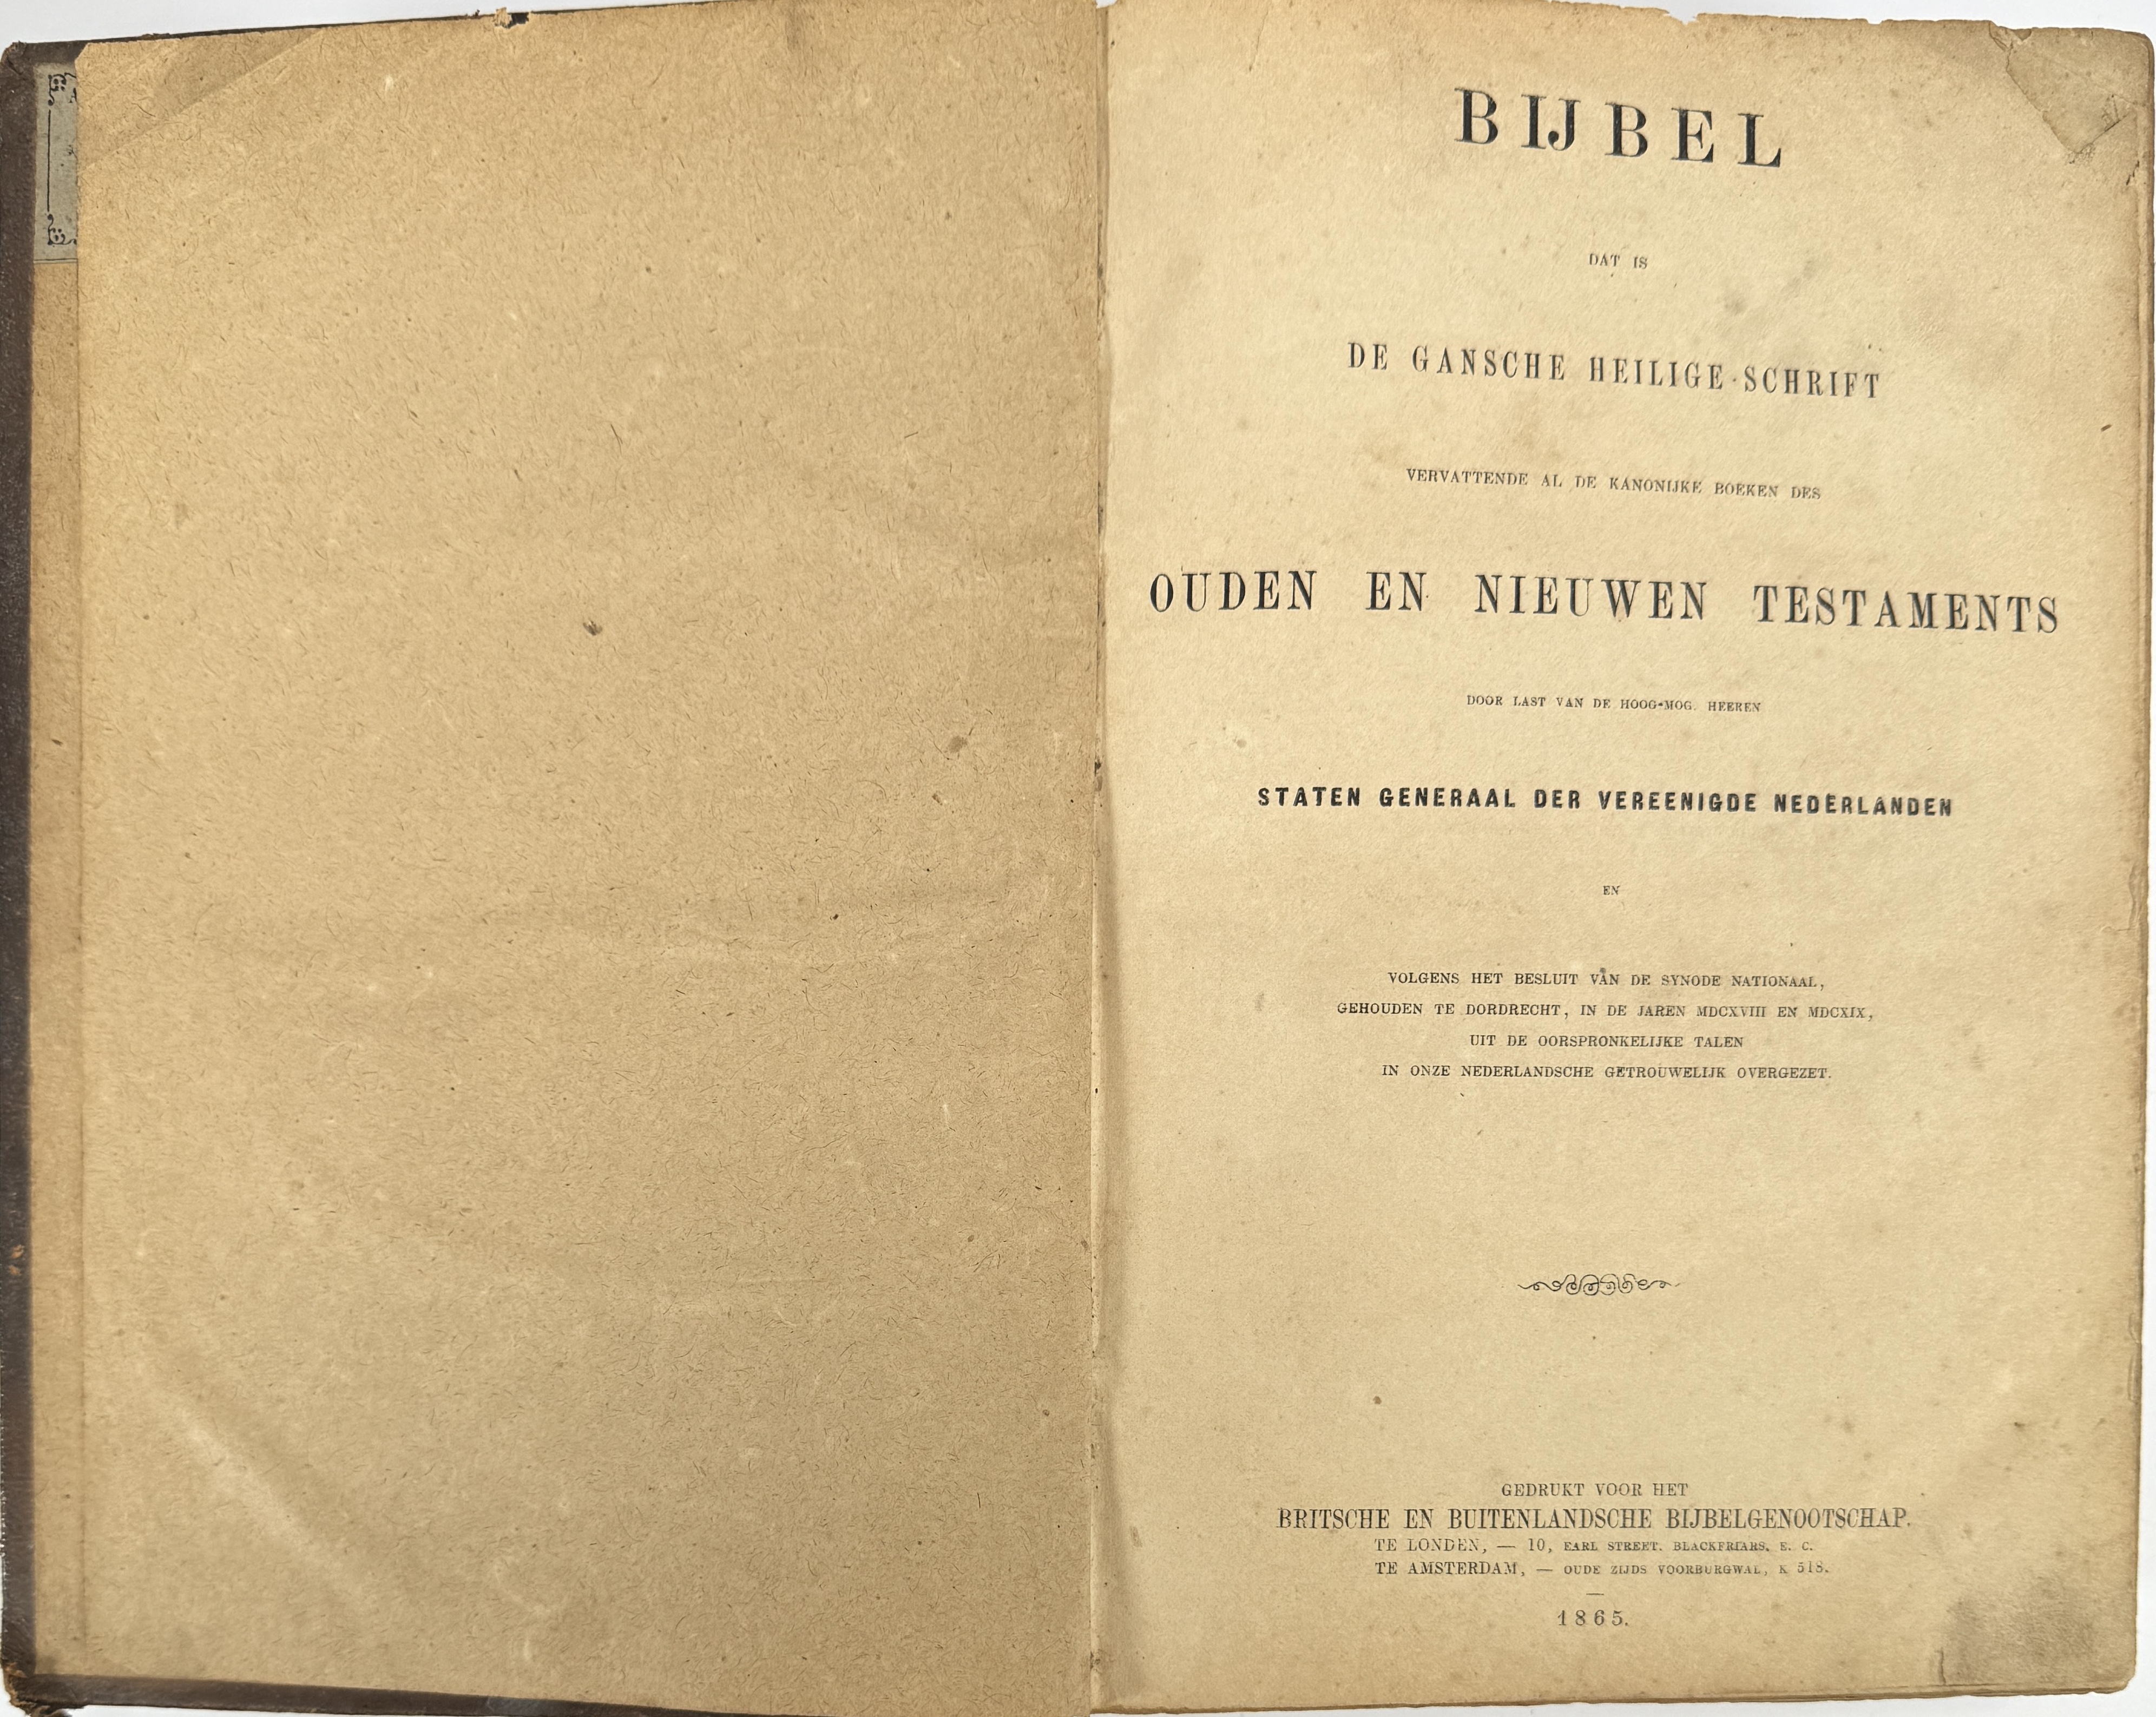 BIJBEL
DAT IS
DE GANSCHE HEILIGE SCHRIFT
VERVATTENDE AL DE KANONIJKE BOEKEN DES
OUDEN EN NIEUWEN TESTAMENTS
DOOR LAST VAN DE HOOG-MOG. HEEREN
STATEN GENERAAL DER VEREENIGDE NEDERLANDEN
EN
VOLGENS HET BESLUIT VAN DE SYNODE NATIONAAL,
GEHOUDEN TE DORDRECHT, IN DE JAREN MDCXVIII EN MDCXIX,
UIT DE OORSPRONKELIJKE TALEN
IN ONZE NEDERLANDSCHE GETROUWELIJK OVERGEZET.
GEDRUKT VOOR HET
BRITSCHE EN BUITENLANDSCHE BIJBELGENOOTSCHAP.
TE LONDEN, — 10, EARL STREET. BLACKFRIARS. E. C.
TE AMSTERDAM, — OUDE ZIJDS VOORBURGWAL, K 518.
1865.